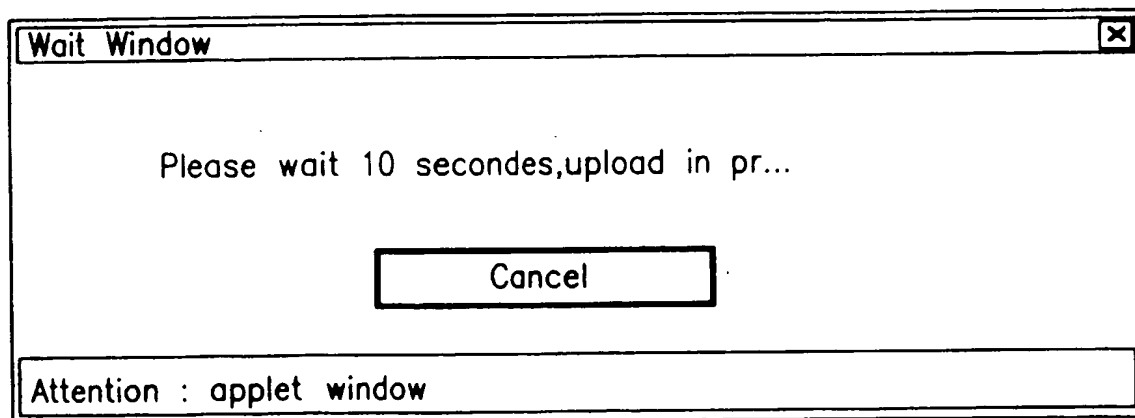 Wait Window
Please wait 10 secondes,upload in pr...
Cancel
Attention : applet window